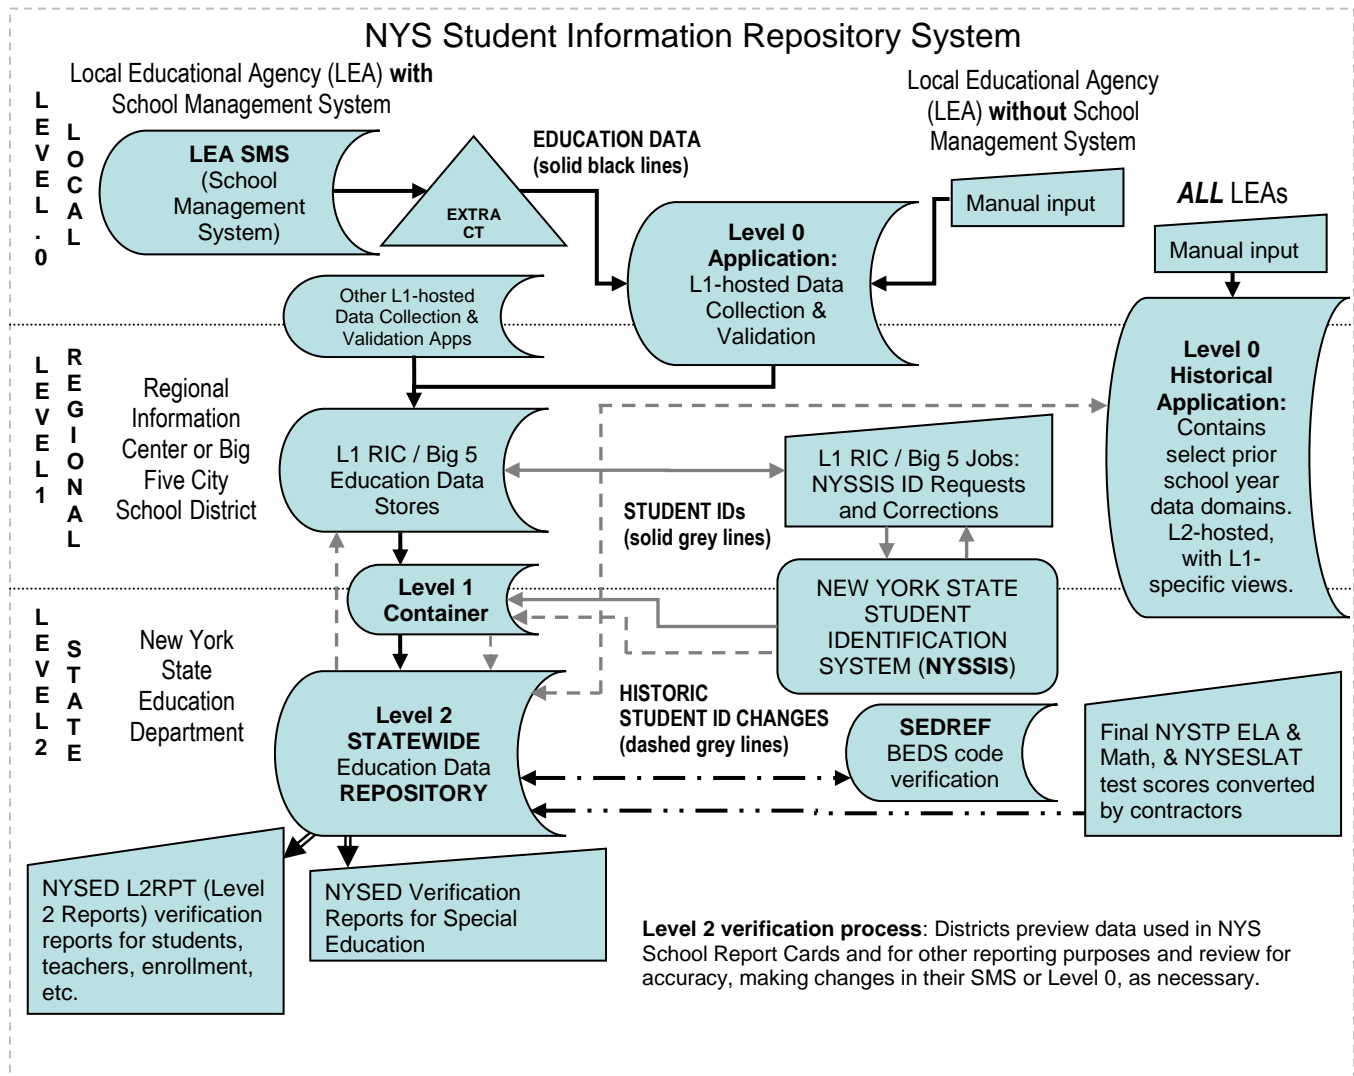 NYS Student Information Repository System
Local Educational Agency (LEA) with
School Management System
Local Educational Agency
(LEA) without School
Management System
LEVEL.0
LOCAL
LEA SMS
(School
Management
System)
EXTRA
CT
EDUCATION DATA
(solid black lines)
Level 0
Application:
L1-hosted Data
Collection &
Validation
Manual input
ALL LEAs
Manual input
Other L1-hosted
Data Collection &
Validation Apps
LEVEL1
REGIONAL
Regional
Information
Center or Big
Five City
School District
L1 RIC / Big 5
Education Data
Stores
STUDENT IDs
(solid grey lines)
L1 RIC / Big 5 Jobs:
NYSSIS ID Requests
and Corrections
Level 0
Historical
Application:
Contains
select prior
school year
data domains.
L2-hosted,
with L1-
specific views.
Level 1
Container
NEW YORK STATE
STUDENT
IDENTIFICATION
SYSTEM (NYSSIS)
LEVEL2
STATE
New York
State
Education
Department
Level 2
STATEWIDE
Education Data
REPOSITORY
HISTORIC
STUDENT ID CHANGES
(dashed grey lines)
SEDREF
BEDS code
verification
Final NYSTP ELA &
Math, & NYSESLAT
test scores converted
by contractors
NYSED L2RPT (Level
2 Reports) verification
reports for students,
teachers, enrollment,
etc.
NYSED Verification
Reports for Special
Education
Level 2 verification process: Districts preview data used in NYS
School Report Cards and for other reporting purposes and review for
accuracy, making changes in their SMS or Level 0, as necessary.